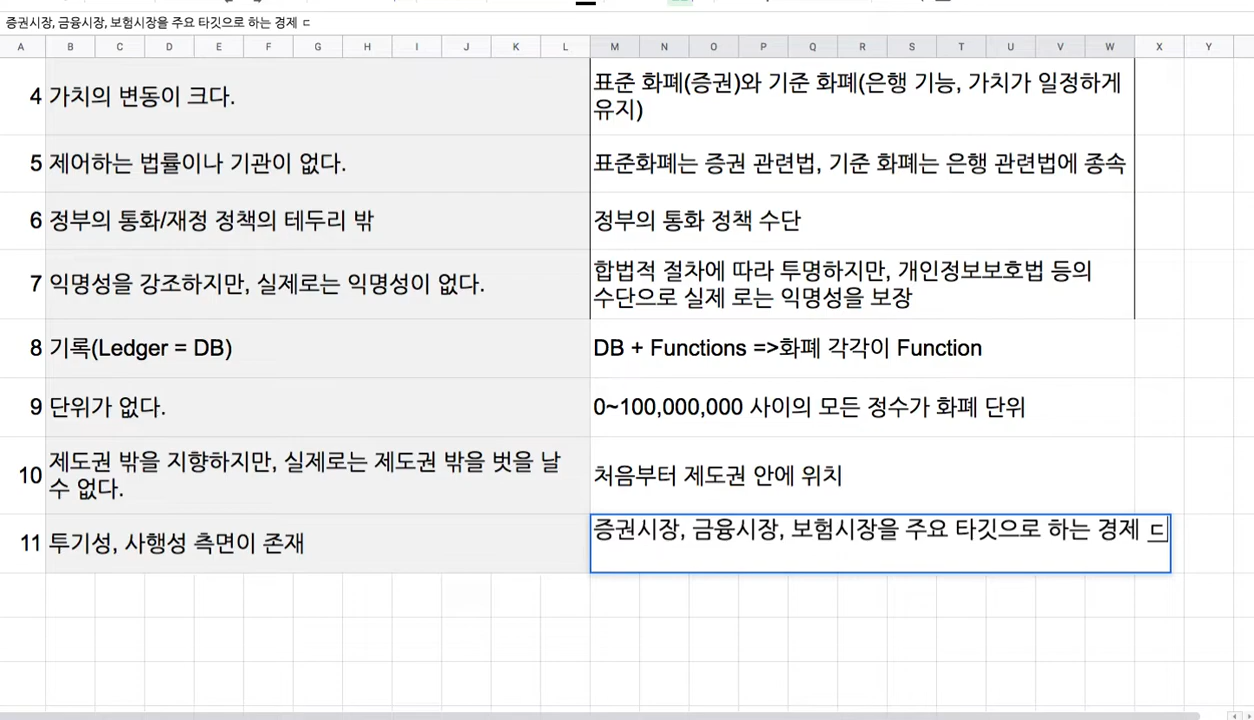 증권시장, 금융시장, 보험시장을 주요 타깃으로 하는 경제 ㄷ
A B C D E F G H I J K L M N O P Q R S T U V W X Y
4 가치의 변동이 크다.
표준 화폐(증권)와 기준 화폐(은행 기능, 가치가 일정하게
유지)
5 제어하는 법률이나 기관이 없다.
표준화폐는 증권 관련법, 기준 화폐는 은행 관련법에 종속
6 정부의 통화/재정 정책의 테두리 밖
정부의 통화 정책 수단
7 익명성을 강조하지만, 실제로는 익명성이 없다.
합법적 절차에 따라 투명하지만, 개인정보보호법 등의
수단으로 실제 로는 익명성을 보장
8 기록(Ledger = DB)
DB + Functions =>화폐 각각이 Function
9 단위가 없다.
0~100,000,000 사이의 모든 정수가 화폐 단위
10 제도권 밖을 지향하지만, 실제로는 제도권 밖을 벗을 날
수 없다.
처음부터 제도권 안에 위치
11 투기성, 사행성 측면이 존재
증권시장, 금융시장, 보험시장을 주요 타깃으로 하는 경제 ㄷ